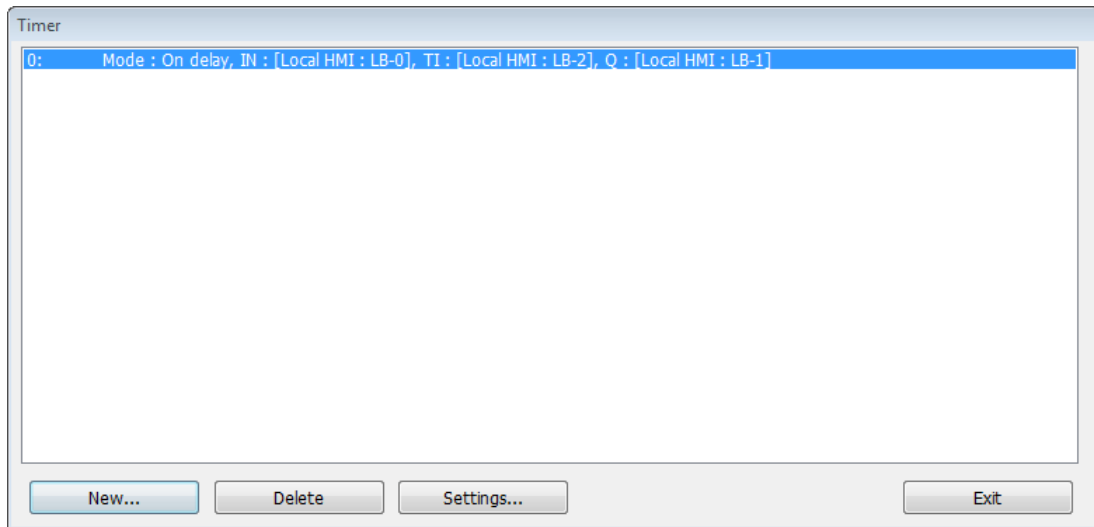 Timer
0: Mode : On delay, IN : [Local HMI : LB-0], TI : [Local HMI : LB-2], Q : [Local HMI : LB-1]
New... Delete Settings... Exit